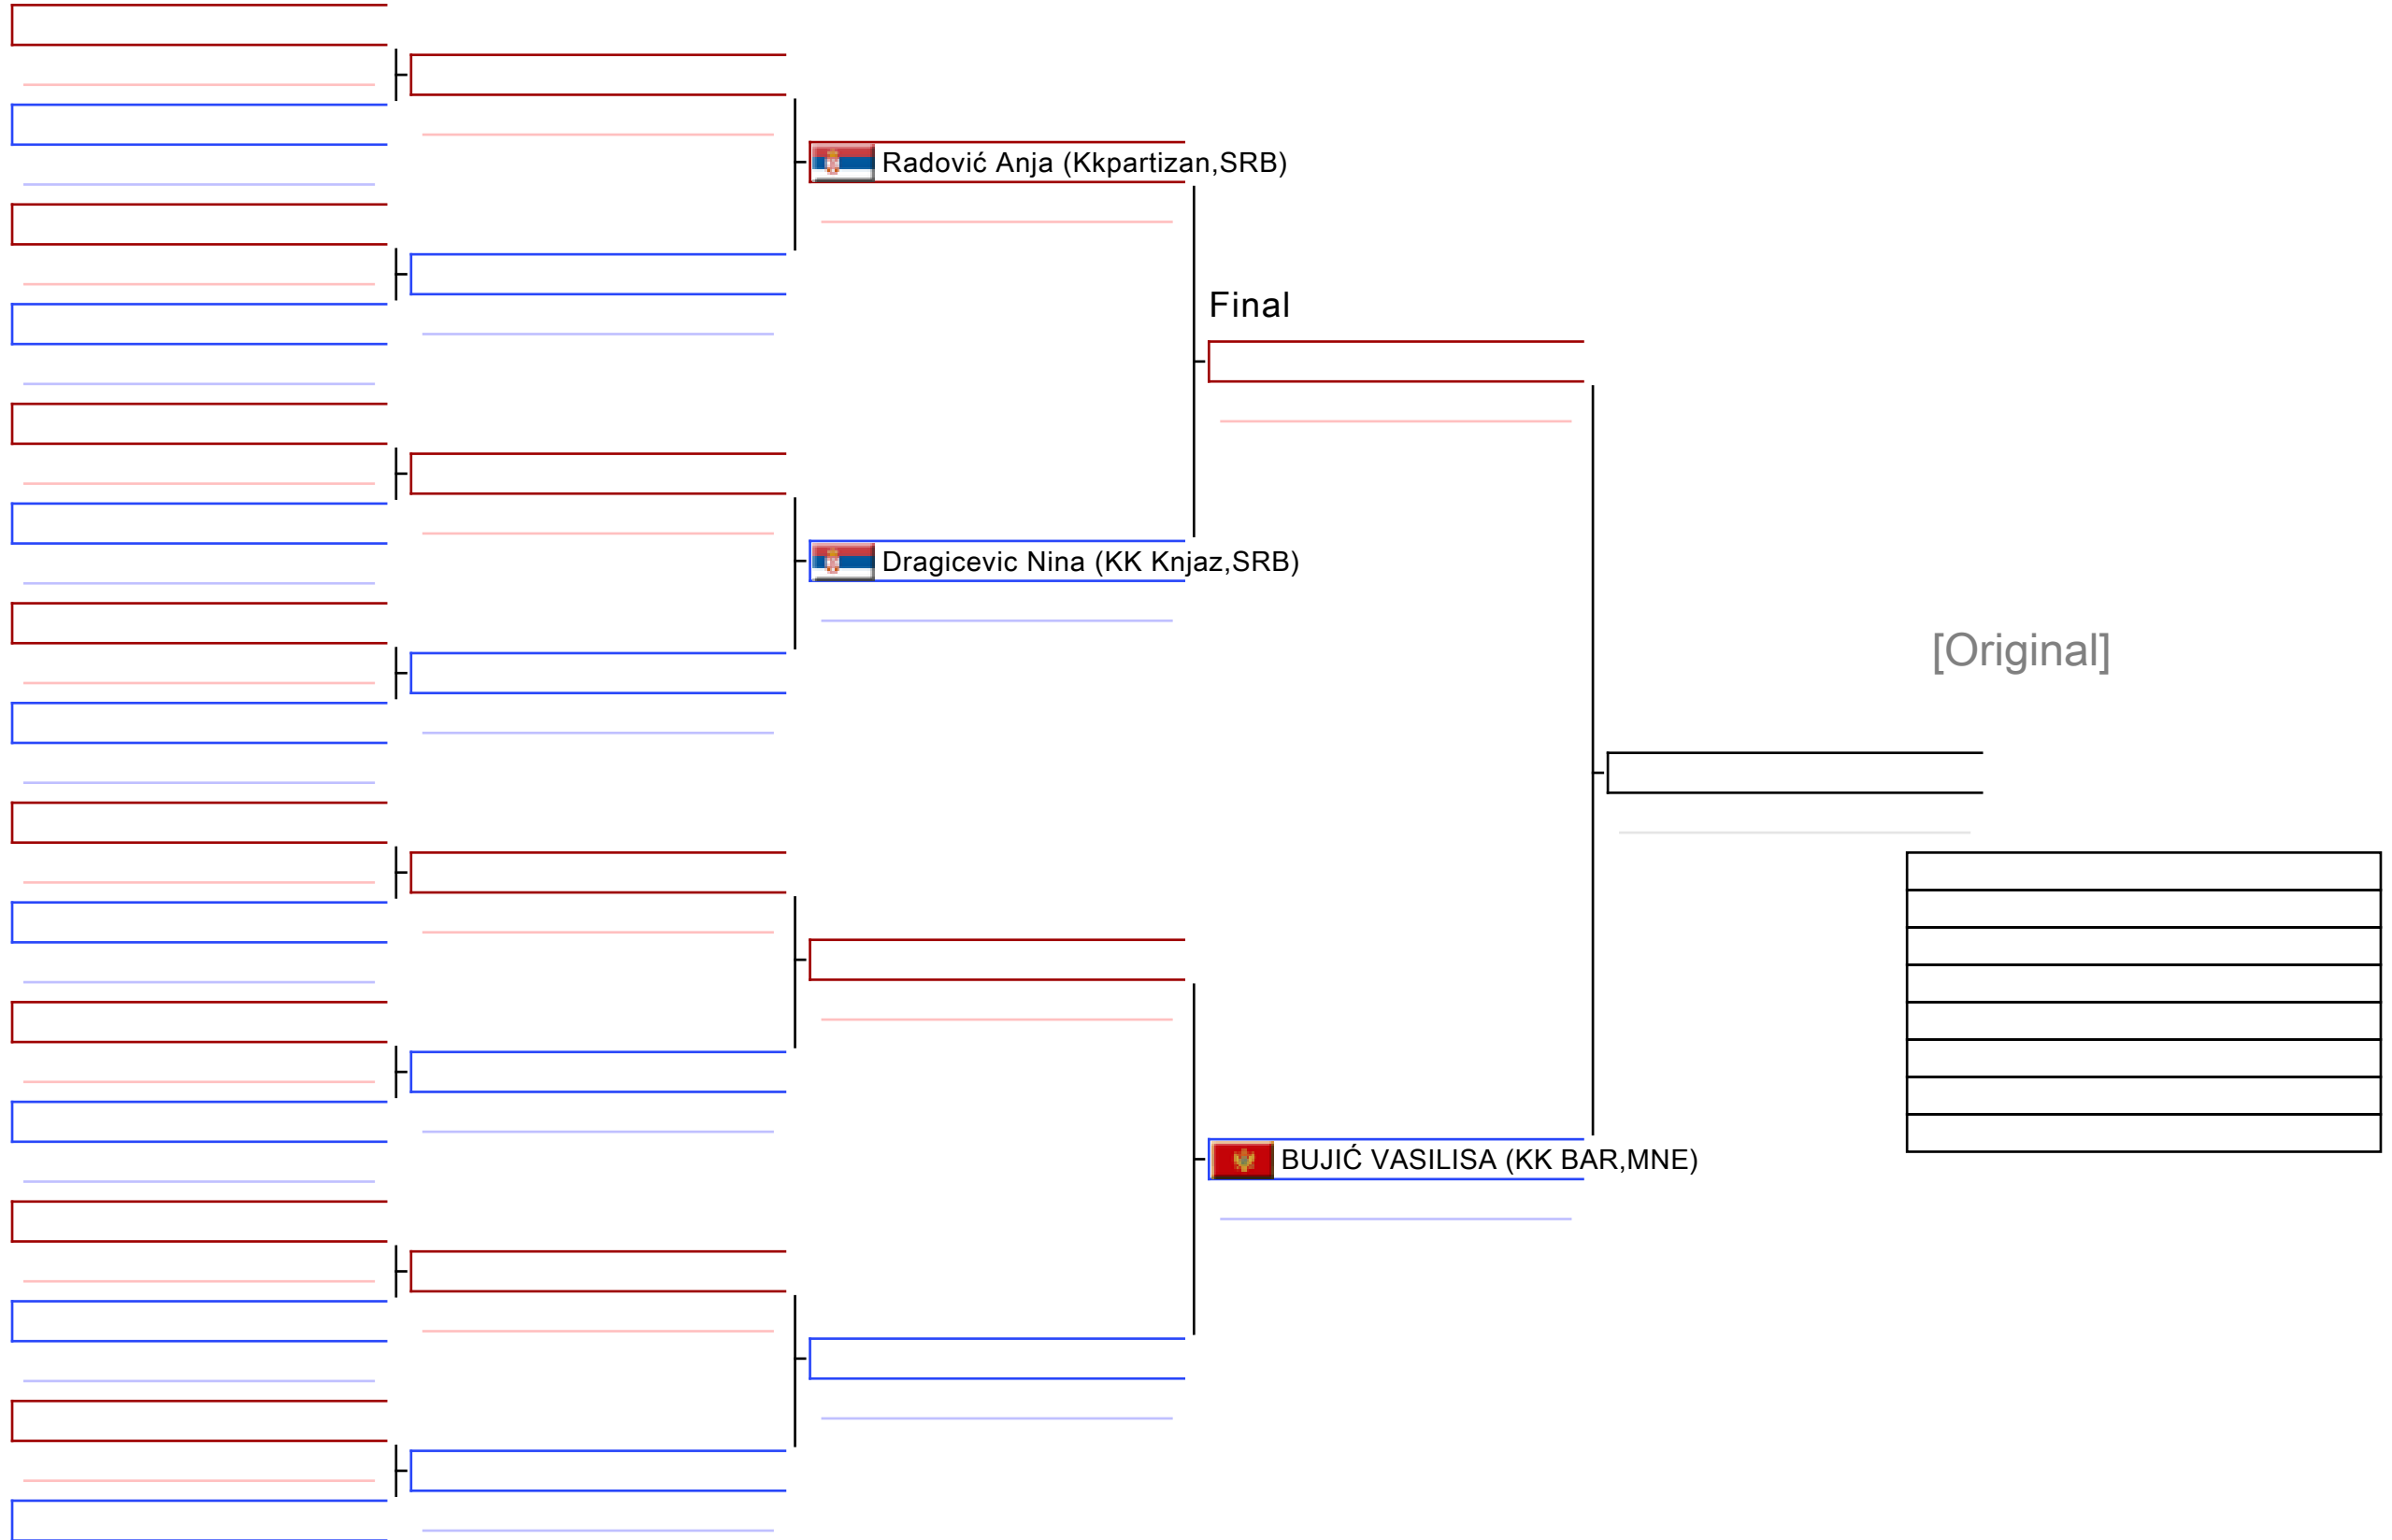 Radović Anja (Kkpartizan,SRB)
Final
Dragicevic Nina (KK Knjaz,SRB)
[Original]
BUJIĆ VASILISA (KK BAR,MNE)